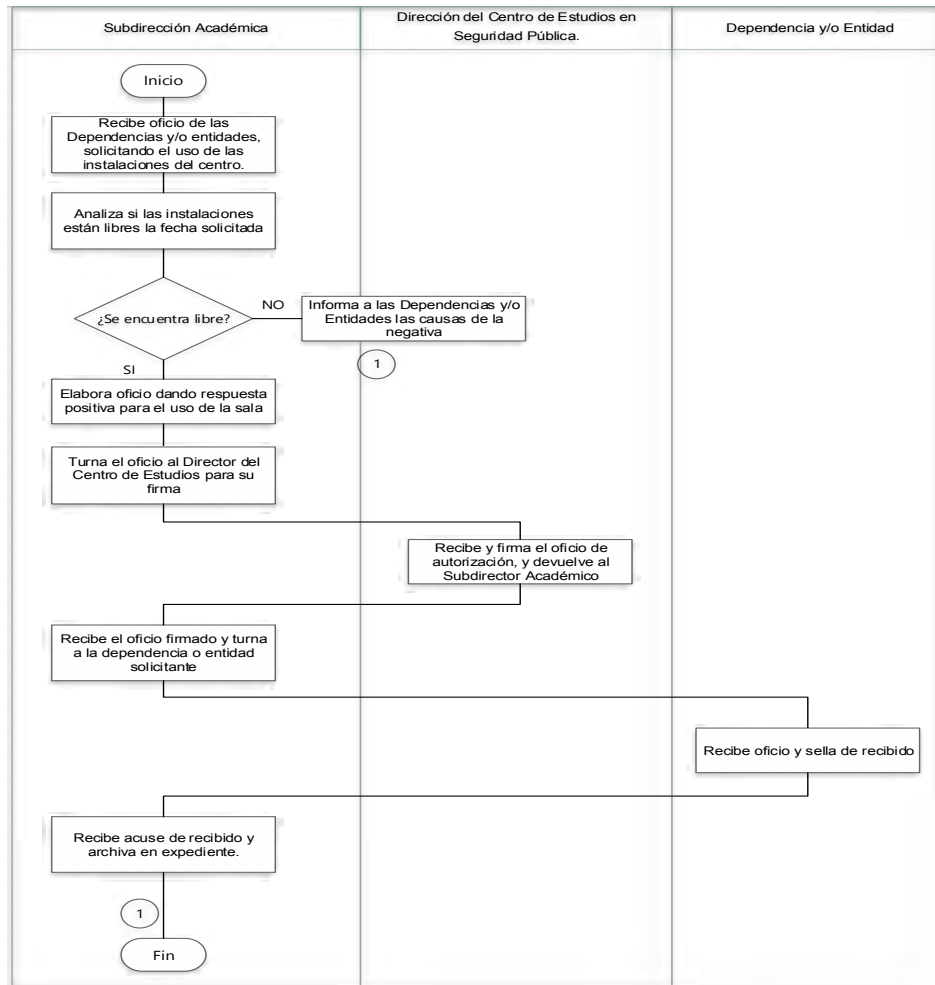 Subdirección Académica
Dirección del Centro de Estudios en
Seguridad Pública.
Dependencia y/o Entidad
Inicio
Recibe oficio de las
Dependencias y/o entidades,
solicitando el uso de las
instalaciones del centro.
Analiza si las instalaciones
están libres la fecha solicitada
¿Se encuentra libre?
NO
Informa a las Dependencias y/o
Entidades las causas de la
negativa
1
SI
Elabora oficio dando respuesta
positiva para el uso de la sala
Turna el oficio al Director del
Centro de Estudios para su
firma
Recibe y firma el oficio de
autorización, y devuelve al
Subdirector Académico
Recibe el oficio firmado y turna
a la dependencia o entidad
solicitante
Recibe oficio y sella de recibido
Recibe acuse de recibido y
archiva en expediente.
1
Fin